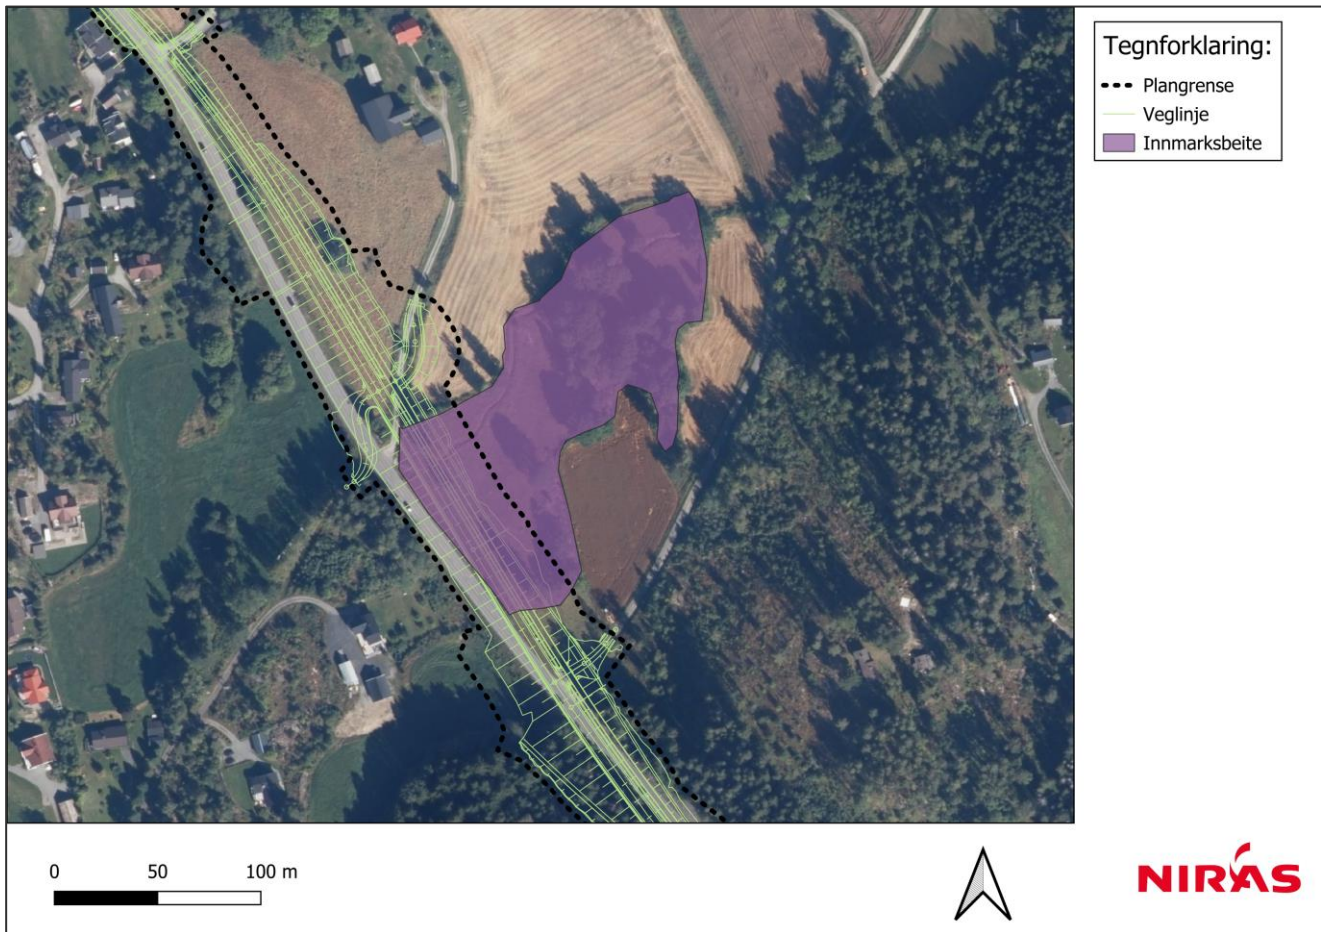 Tegnforklaring:
Plangrense
Veglinje
Innmarksbeite
0 50 100 m
NIRAS